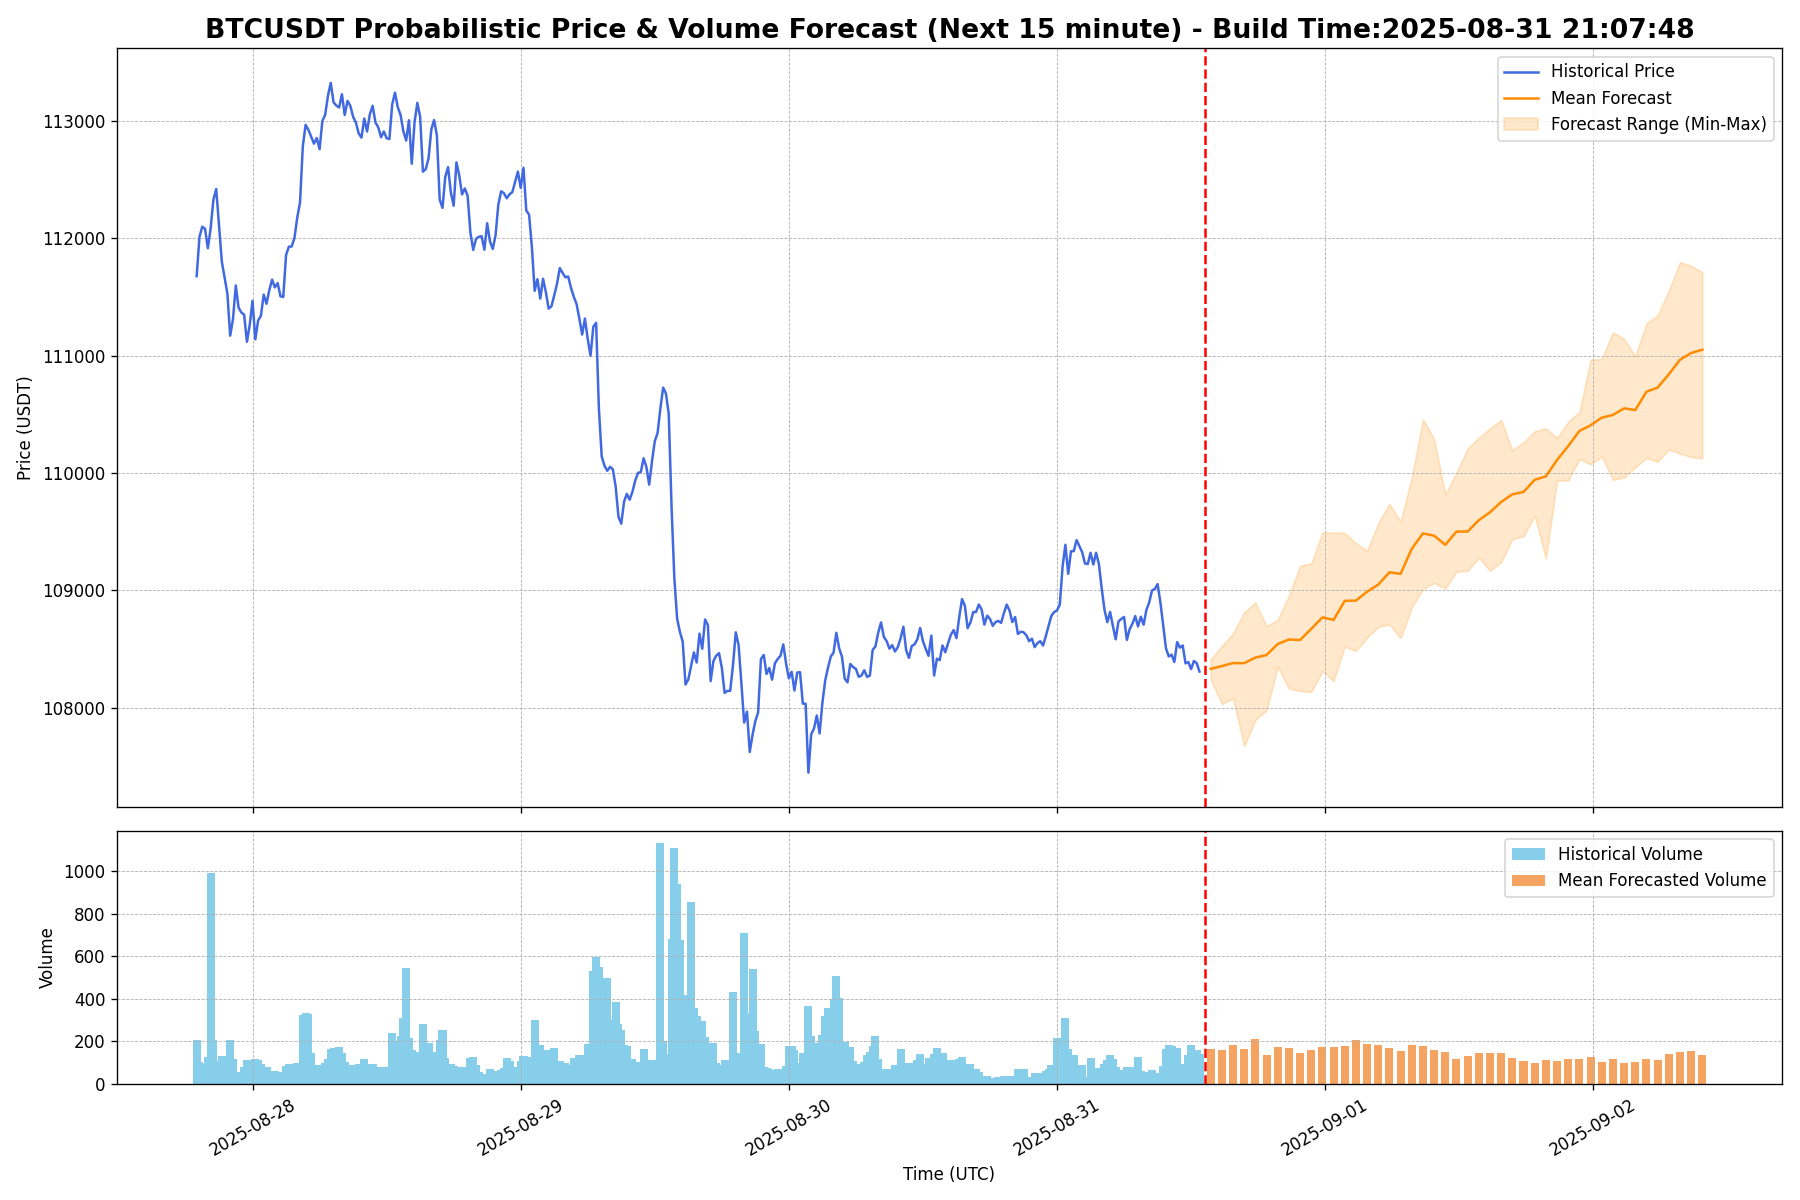 BTCUSDT Probabilistic Price & Volume Forecast (Next 15 minute) - Build Time:2025-08-31 21:07:48
Historical Price
Mean Forecast
Forecast Range (Min-Max)
113000
112000
111000
110000
109000
108000
Price (USDT)
Historical Volume
Mean Forecasted Volume
1000
800
600
400
200
0
Volume
2025-08-28
2025-08-29
2025-08-30
2025-08-31
2025-09-01
2025-09-02
Time (UTC)